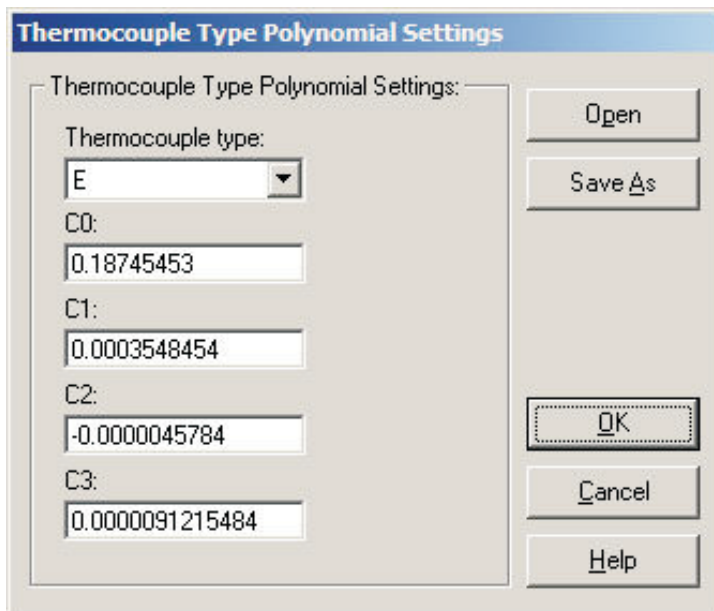 Thermocouple Type Polynomial Settings
Thermocouple Type Polynomial Settings:
Thermocouple type:
E
C0:
0.18745453
C1:
0.0003548454
C2:
-0.0000045784
C3:
0.0000091215484
Open
Save As
OK
Cancel
Help